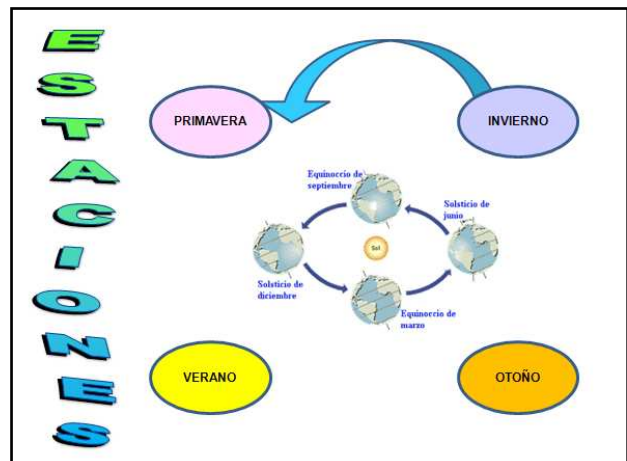 ESTACIONES
PRIMAVERA
INVIERNO
Equinoccio de
septiembre
Solsticio de
junio
Sol
Solsticio de
diciembre
Equinoccio de
marzo
VERANO
OTOÑO